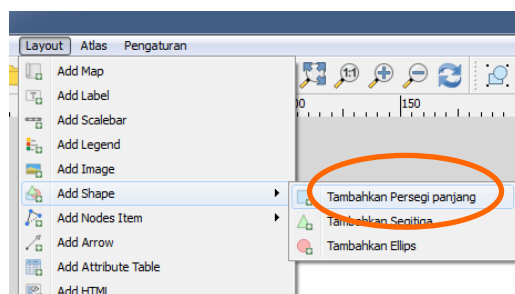 Layout Atlas Pengaturan
Add Map
1:1
Add Label
00 150
Add Scalebar
Add Legend
Add Image
Add Shape
Tambahkan Persegi panjang
Add Nodes Item
Tambahkan Segitiga
Add Arrow
Tambahkan Ellips
Add Attribute Table
Add HTML